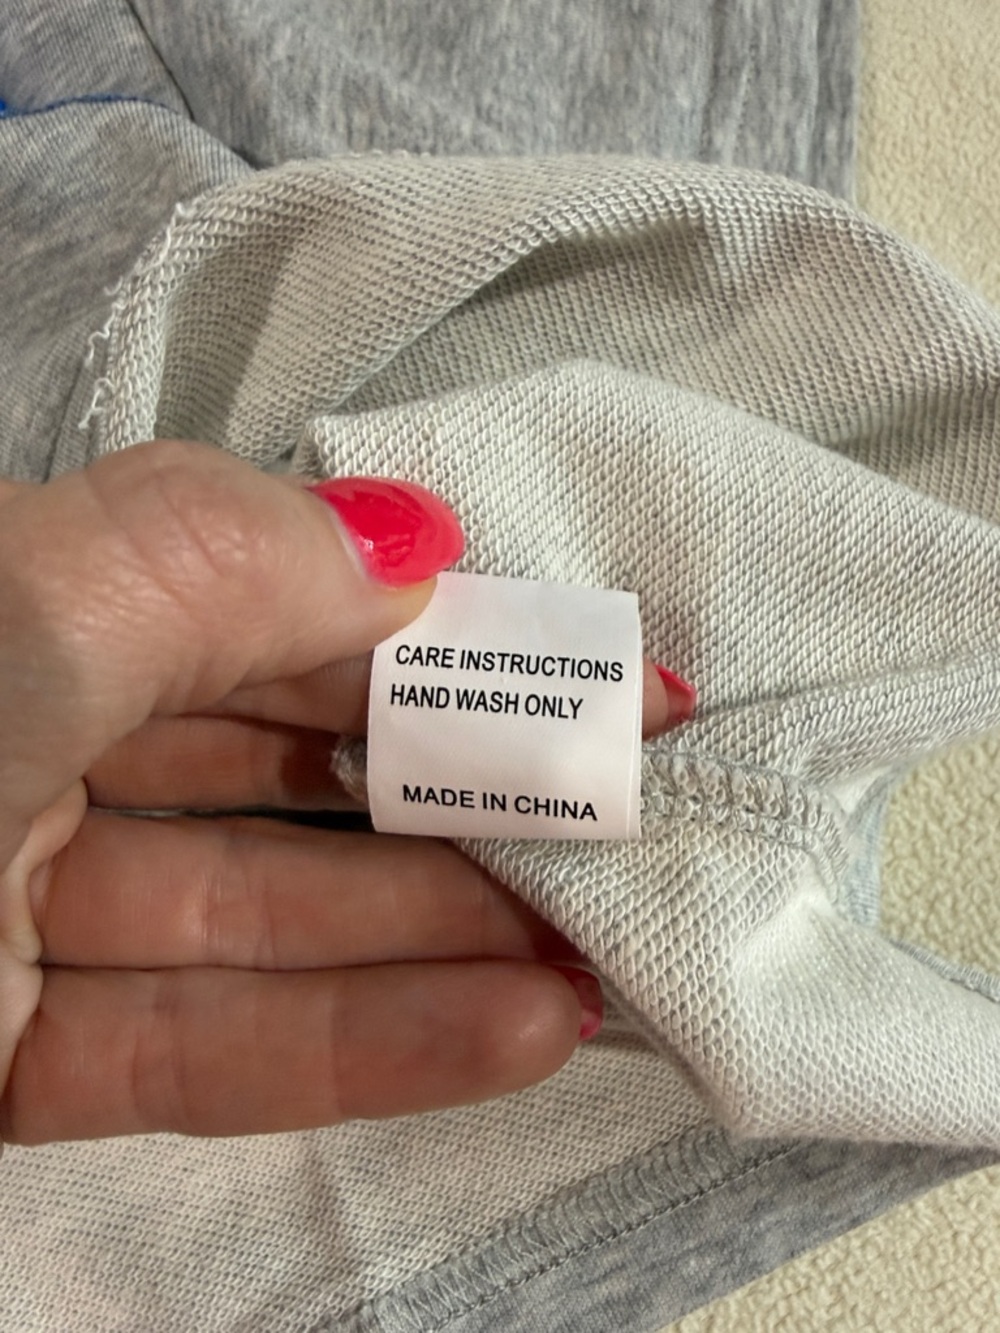 CARE INSTRUCTIONS
HAND WASH ONLY
MADE IN CHINA